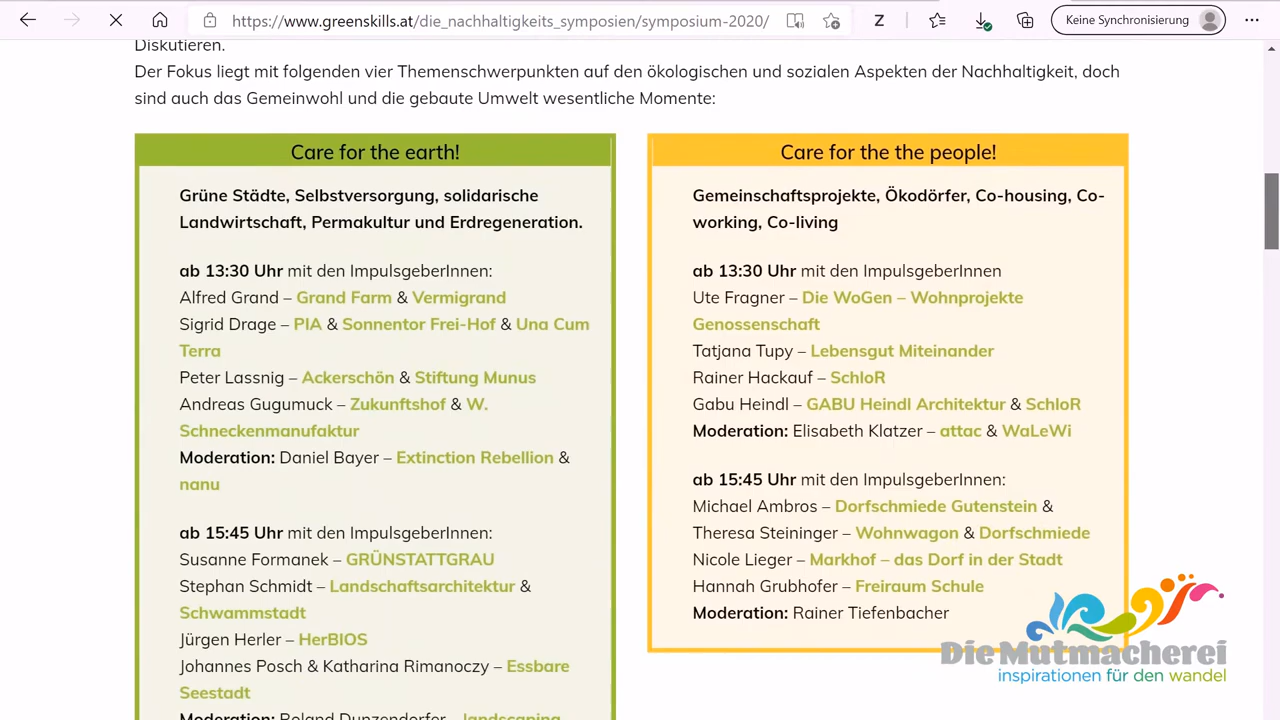 https://www.greenskills.at/die_nachhaltigkeits_symposien/symposium-2020/
Z
Keine Synchronisierung
Diskutieren.
Der Fokus liegt mit folgenden vier Themenschwerpunkten auf den ökologischen und sozialen Aspekten der Nachhaltigkeit, doch
sind auch das Gemeinwohl und die gebaute Umwelt wesentliche Momente:
Care for the earth!
Grüne Städte, Selbstversorgung, solidarische
Landwirtschaft, Permakultur und Erdregeneration.
ab 13:30 Uhr mit den ImpulsgeberInnen:
Alfred Grand – Grand Farm & Vermigrand
Sigrid Drage – PIA & Sonnentor Frei-Hof & Una Cum
Terra
Peter Lassnig – Ackerschön & Stiftung Munus
Andreas Gugumuck – Zukunftshof & W.
Schneckenmanufaktur
Moderation: Daniel Bayer – Extinction Rebellion &
nanu
ab 15:45 Uhr mit den ImpulsgeberInnen:
Susanne Formanek – GRÜNSTATTGRAU
Stephan Schmidt – Landschaftsarchitektur &
Schwammstadt
Jürgen Herler – HerBIOS
Johannes Posch & Katharina Rimanoczy – Essbare
Seestadt
Moderation: Roland Dunzendorfer – landscaping
Care for the the people!
Gemeinschaftsprojekte, Ökodörfer, Co-housing, Co-
working, Co-living
ab 13:30 Uhr mit den ImpulsgeberInnen
Ute Fragner – Die WoGen – Wohnprojekte
Genossenschaft
Tatjana Tupy – Lebensgut Miteinander
Rainer Hackauf – SchloR
Gabu Heindl – GABU Heindl Architektur & SchloR
Moderation: Elisabeth Klatzer – attac & WaLeWi
ab 15:45 Uhr mit den ImpulsgeberInnen:
Michael Ambros – Dorfschmiede Gutenstein &
Theresa Steininger – Wohnwagon & Dorfschmiede
Nicole Lieger – Markhof – das Dorf in der Stadt
Hannah Grubhofer – Freiraum Schule
Moderation: Rainer Tiefenbacher
Die Mutmacherei
inspirationen für den wandel